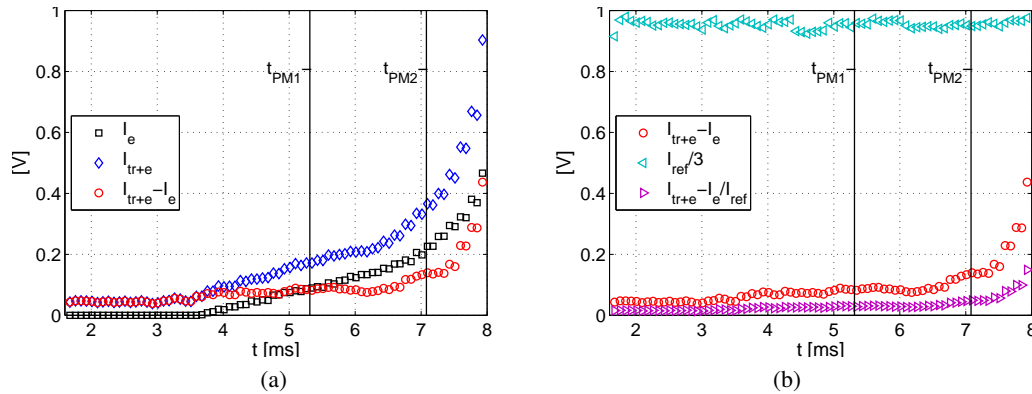 1
0.8
0.6
0.4
0.2
0
[V]
2 3 4 5 6 7 8
t [ms]
t_PM1
t_PM2
I_e
I_tr+e
I_tr+e−I_e
(a)
1
0.8
0.6
0.4
0.2
0
[V]
2 3 4 5 6 7 8
t [ms]
t_PM1
t_PM2
I_tr+e−I_e
I_ref/3
I_tr+e−I_e/I_ref
(b)